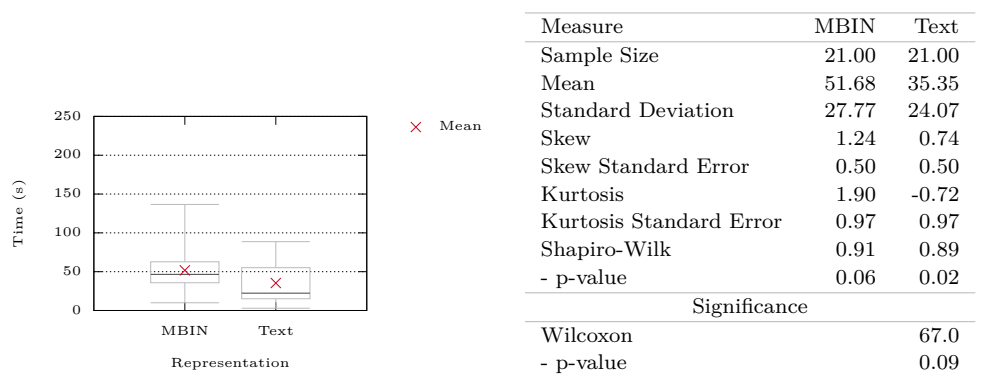 250
200
150
100
50
0
Time (s)
MBIN Text
Representation
Mean
Measure MBIN Text
Sample Size 21.00 21.00
Mean 51.68 35.35
Standard Deviation 27.77 24.07
Skew 1.24 0.74
Skew Standard Error 0.50 0.50
Kurtosis 1.90 -0.72
Kurtosis Standard Error 0.97 0.97
Shapiro-Wilk 0.91 0.89
- p-value 0.06 0.02
Significance
Wilcoxon 67.0
- p-value 0.09